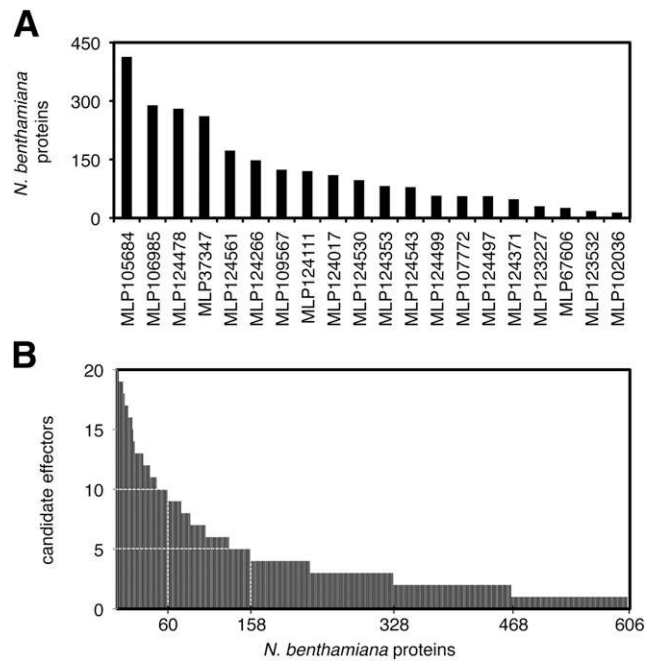 A
N. benthamiana
proteins
450
300
150
0
MLP105684
MLP106985
MLP124478
MLP37347
MLP124561
MLP124266
MLP109567
MLP124111
MLP124017
MLP124530
MLP124353
MLP124543
MLP124499
MLP107772
MLP124497
MLP124371
MLP123227
MLP67606
MLP123532
MLP102036
B
candidate effectors
20
15
10
5
0
60
158
328
468
606
N. benthamiana proteins